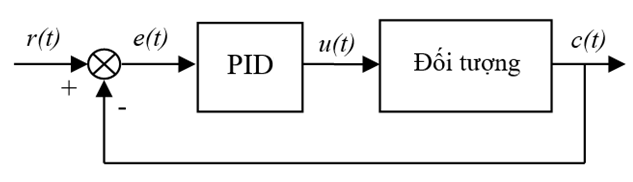 r(t) e(t) PID u(t) Đối tượng c(t)
+
-